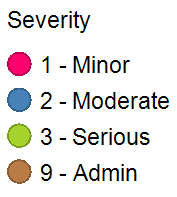 Severity
1 - Minor
2 - Moderate
3 - Serious
9 - Admin